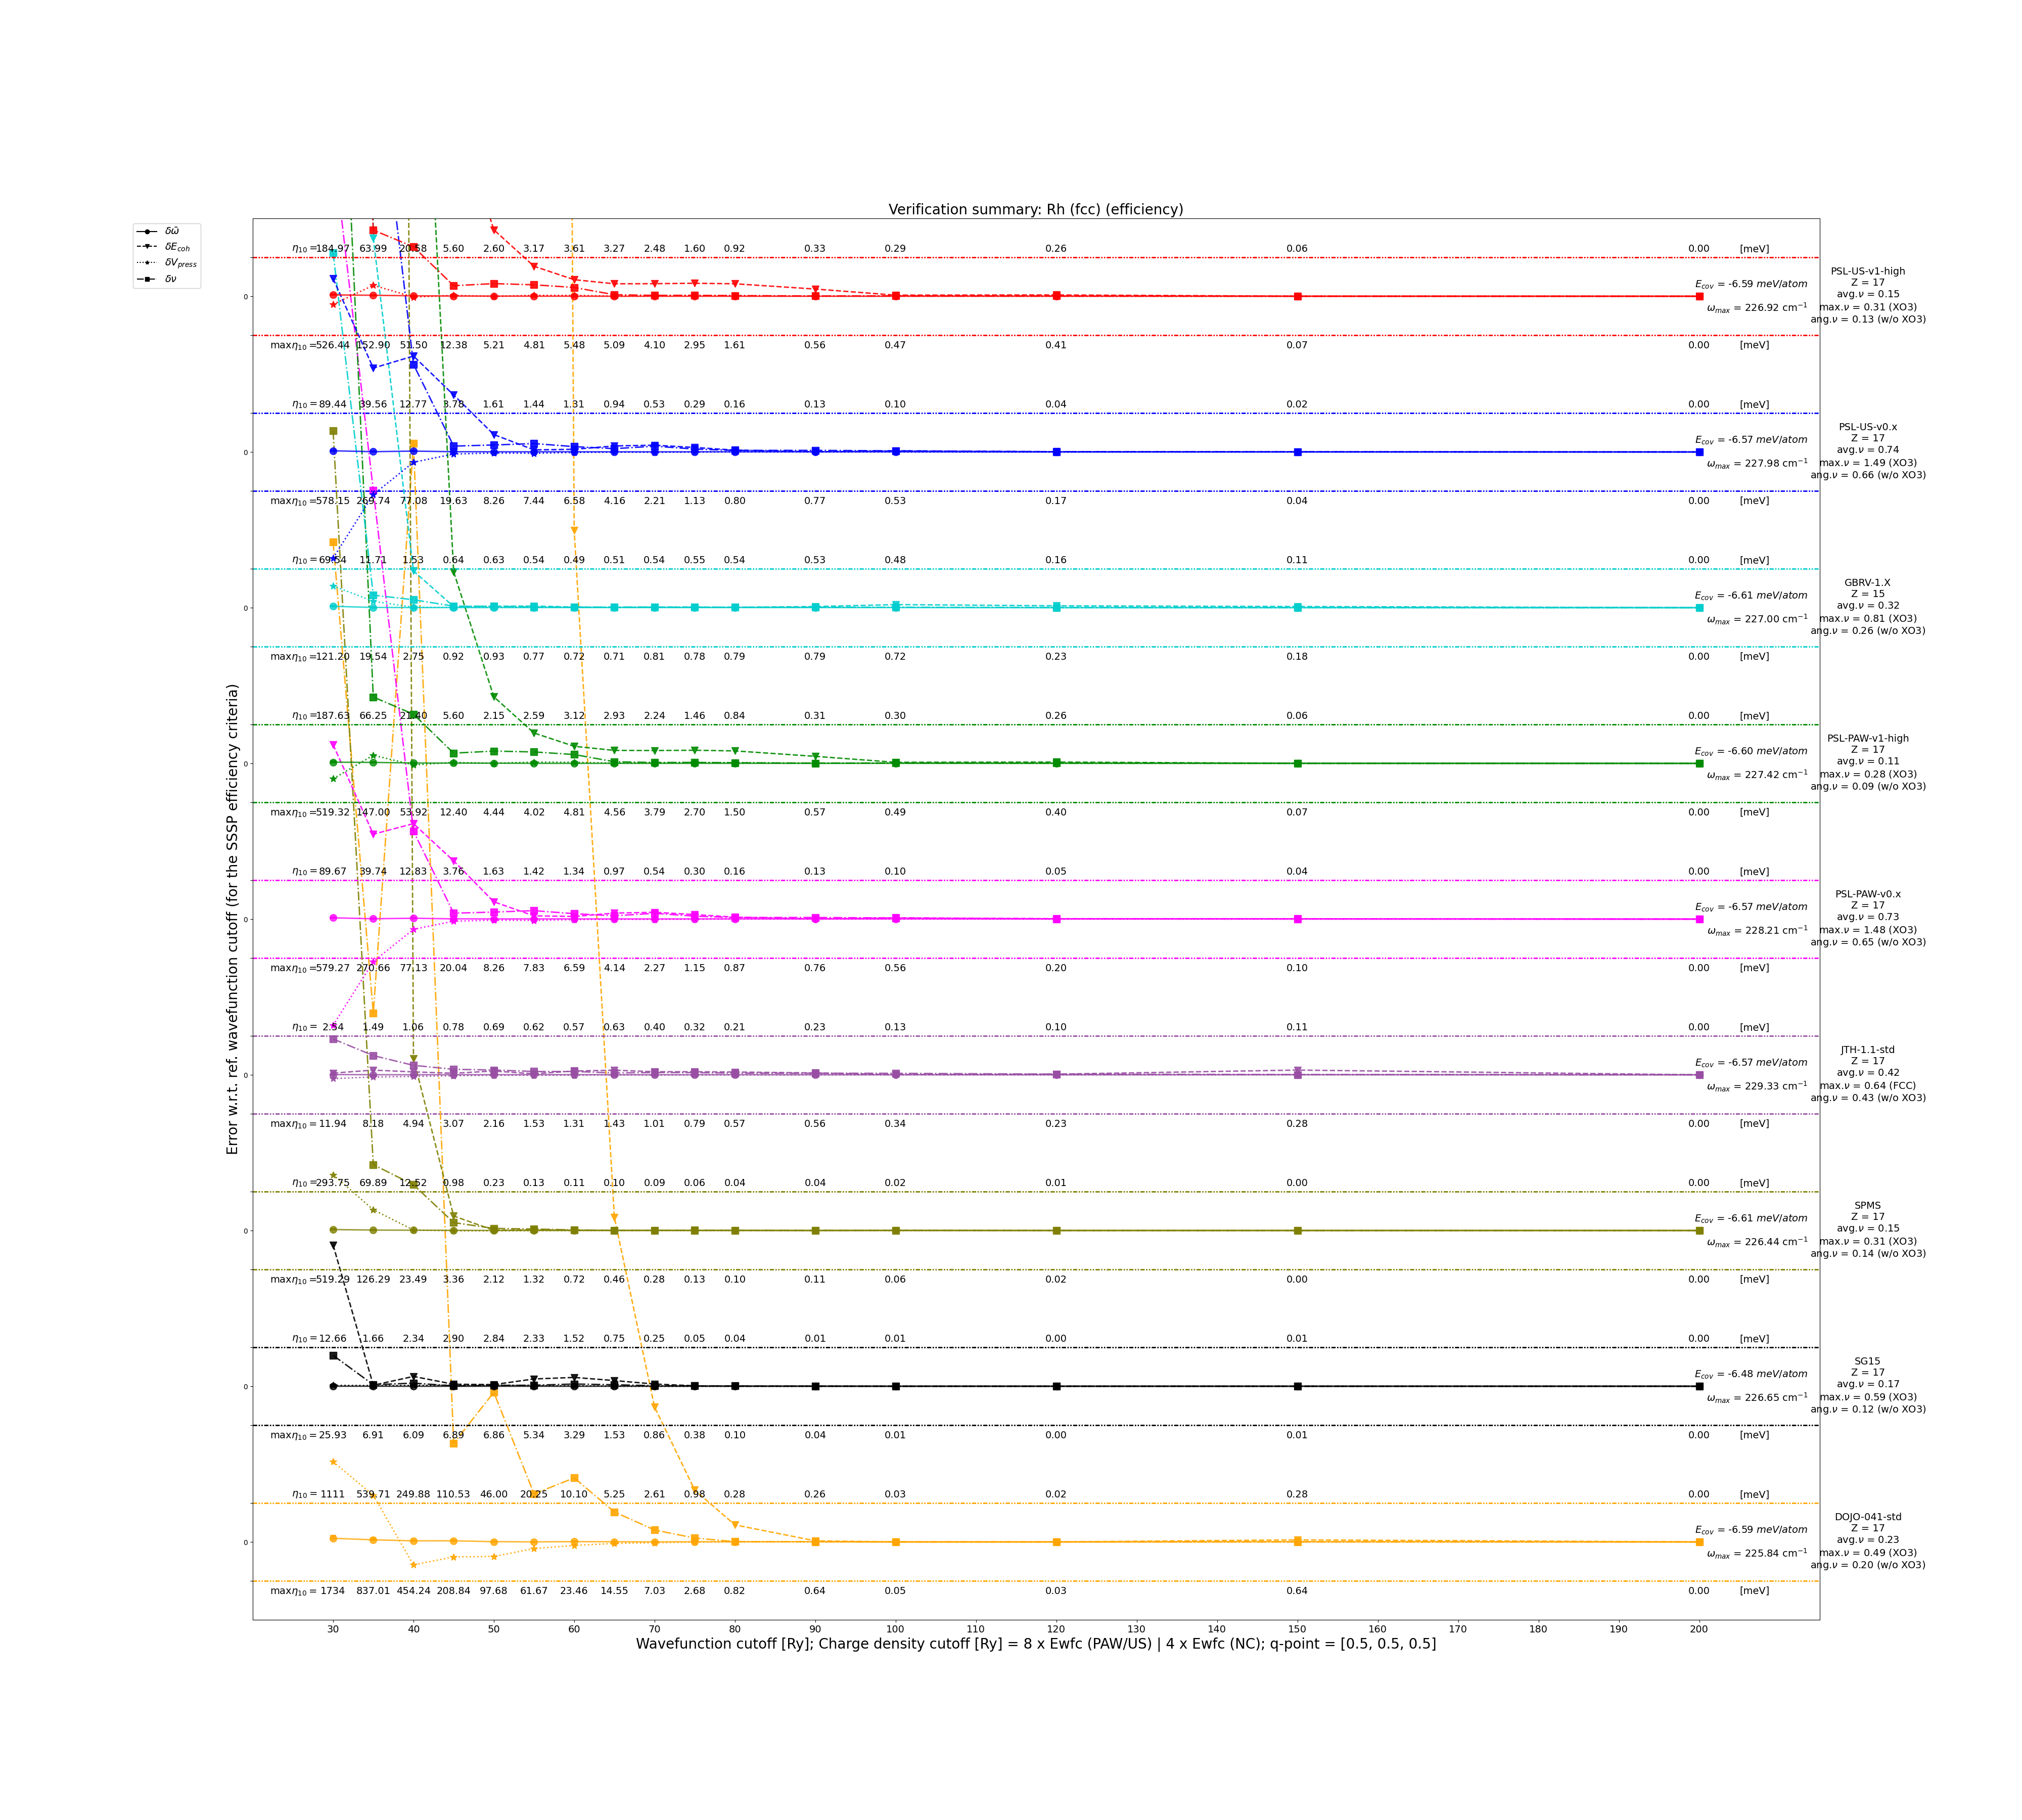 Verification summary: Rh (fcc) (efficiency)
δω̄
δE_coh
δV_press
δν
Error w.r.t. ref. wavefunction cutoff (for the SSSP efficiency criteria)
η₁₀ = 184.97 63.99 20.58 5.60 2.60 3.17 3.61 3.27 2.48 1.60 0.92 0.33 0.29 0.26 0.06 0.00 [meV]
0
E_cov = -6.59 meV/atom
ω_max = 226.92 cm⁻¹
PSL-US-v1-high
Z = 17
avg.ν = 0.15
max.ν = 0.31 (XO3)
ang.ν = 0.13 (w/o XO3)
maxη₁₀ = 526.44 152.90 51.50 12.38 5.21 4.81 5.48 5.09 4.10 2.95 1.61 0.56 0.47 0.41 0.07 0.00 [meV]
η₁₀ = 89.44 39.56 12.77 3.78 1.61 1.44 1.31 0.94 0.53 0.29 0.16 0.13 0.10 0.04 0.02 0.00 [meV]
0
E_cov = -6.57 meV/atom
ω_max = 227.98 cm⁻¹
PSL-US-v0.x
Z = 17
avg.ν = 0.74
max.ν = 1.49 (XO3)
ang.ν = 0.66 (w/o XO3)
maxη₁₀ = 578.15 269.74 77.08 19.63 8.26 7.44 6.58 4.16 2.21 1.13 0.80 0.77 0.53 0.17 0.04 0.00 [meV]
η₁₀ = 69.54 11.71 1.53 0.64 0.63 0.54 0.49 0.51 0.54 0.55 0.54 0.53 0.48 0.16 0.11 0.00 [meV]
0
E_cov = -6.61 meV/atom
ω_max = 227.00 cm⁻¹
GBRV-1.X
Z = 15
avg.ν = 0.32
max.ν = 0.81 (XO3)
ang.ν = 0.26 (w/o XO3)
maxη₁₀ = 121.20 19.54 2.75 0.92 0.93 0.77 0.72 0.71 0.81 0.78 0.79 0.79 0.72 0.23 0.18 0.00 [meV]
η₁₀ = 187.63 66.25 21.40 5.60 2.15 2.59 3.12 2.93 2.24 1.46 0.84 0.31 0.30 0.26 0.06 0.00 [meV]
0
E_cov = -6.60 meV/atom
ω_max = 227.42 cm⁻¹
PSL-PAW-v1-high
Z = 17
avg.ν = 0.11
max.ν = 0.28 (XO3)
ang.ν = 0.09 (w/o XO3)
maxη₁₀ = 519.32 147.00 53.92 12.40 4.44 4.02 4.81 4.56 3.79 2.70 1.50 0.57 0.49 0.40 0.07 0.00 [meV]
η₁₀ = 89.67 39.74 12.83 3.76 1.63 1.42 1.34 0.97 0.54 0.30 0.16 0.13 0.10 0.05 0.04 0.00 [meV]
0
E_cov = -6.57 meV/atom
ω_max = 228.21 cm⁻¹
PSL-PAW-v0.x
Z = 17
avg.ν = 0.73
max.ν = 1.48 (XO3)
ang.ν = 0.65 (w/o XO3)
maxη₁₀ = 579.27 270.66 77.13 20.04 8.26 7.83 6.59 4.14 2.27 1.15 0.87 0.76 0.56 0.20 0.10 0.00 [meV]
η₁₀ = 2.54 1.49 1.06 0.78 0.69 0.62 0.57 0.63 0.40 0.32 0.21 0.23 0.13 0.10 0.11 0.00 [meV]
0
E_cov = -6.57 meV/atom
ω_max = 229.33 cm⁻¹
JTH-1.1-std
Z = 17
avg.ν = 0.42
max.ν = 0.64 (FCC)
ang.ν = 0.43 (w/o XO3)
maxη₁₀ = 11.94 8.18 4.94 3.07 2.16 1.53 1.31 1.43 1.01 0.79 0.57 0.56 0.34 0.23 0.28 0.00 [meV]
η₁₀ = 293.75 69.89 12.52 0.98 0.23 0.13 0.11 0.10 0.09 0.06 0.04 0.04 0.02 0.01 0.00 0.00 [meV]
0
E_cov = -6.61 meV/atom
ω_max = 226.44 cm⁻¹
SPMS
Z = 17
avg.ν = 0.15
max.ν = 0.31 (XO3)
ang.ν = 0.14 (w/o XO3)
maxη₁₀ = 519.29 126.29 23.49 3.36 2.12 1.32 0.72 0.46 0.28 0.13 0.10 0.11 0.06 0.02 0.00 0.00 [meV]
η₁₀ = 12.66 1.66 2.34 2.90 2.84 2.33 1.52 0.75 0.25 0.05 0.04 0.01 0.01 0.00 0.01 0.00 [meV]
0
E_cov = -6.48 meV/atom
ω_max = 226.65 cm⁻¹
SG15
Z = 17
avg.ν = 0.17
max.ν = 0.59 (XO3)
ang.ν = 0.12 (w/o XO3)
maxη₁₀ = 25.93 6.91 6.09 6.89 6.86 5.34 3.29 1.53 0.86 0.38 0.10 0.04 0.01 0.00 0.01 0.00 [meV]
η₁₀ = 1111 539.71 249.88 110.53 46.00 20.25 10.10 5.25 2.61 0.98 0.28 0.26 0.03 0.02 0.28 0.00 [meV]
0
E_cov = -6.59 meV/atom
ω_max = 225.84 cm⁻¹
DOJO-041-std
Z = 17
avg.ν = 0.23
max.ν = 0.49 (XO3)
ang.ν = 0.20 (w/o XO3)
maxη₁₀ = 1734 837.01 454.24 208.84 97.68 61.67 23.46 14.55 7.03 2.68 0.82 0.64 0.05 0.03 0.64 0.00 [meV]
30 40 50 60 70 80 90 100 110 120 130 140 150 160 170 180 190 200
Wavefunction cutoff [Ry]; Charge density cutoff [Ry] = 8 x Ewfc (PAW/US) | 4 x Ewfc (NC); q-point = [0.5, 0.5, 0.5]